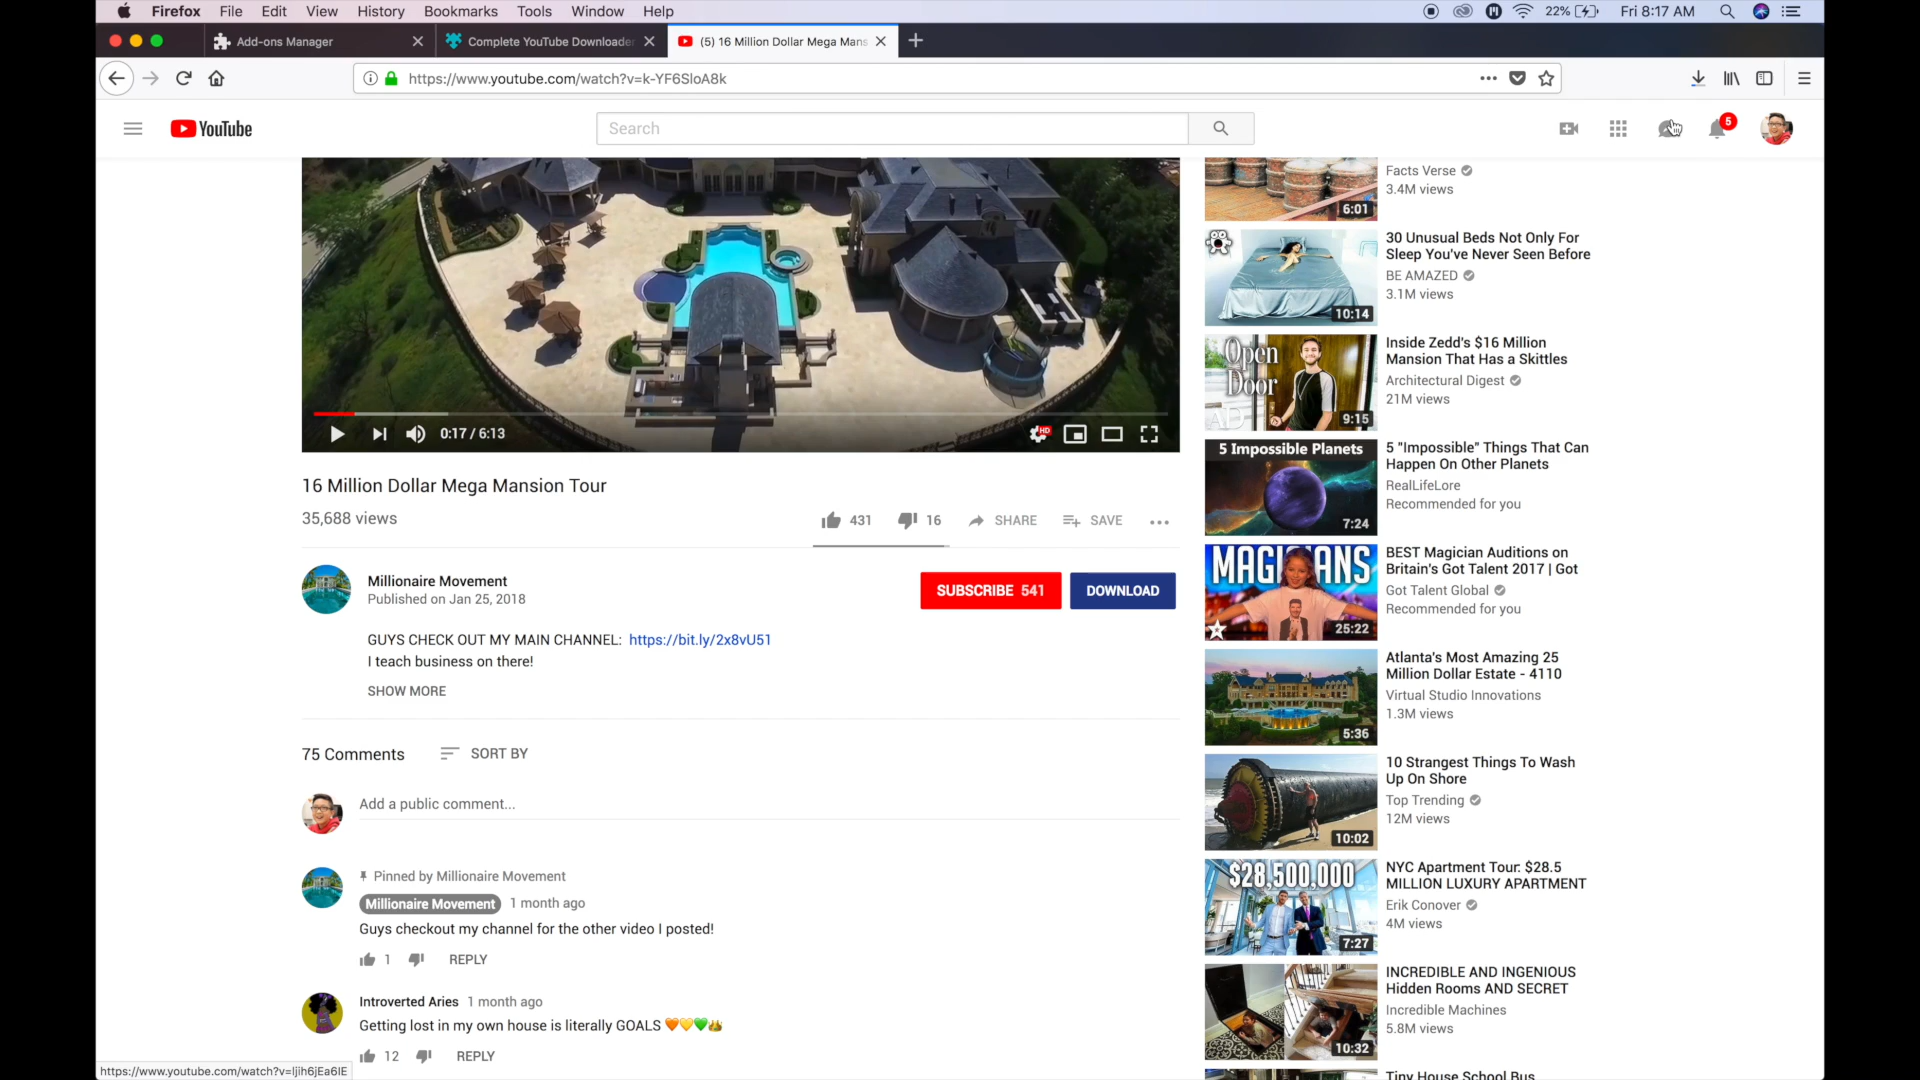 Firefox File Edit View History Bookmarks Tools Window Help
22% Fri 8:17 AM
Add-ons Manager
Complete YouTube Downloader
(5) 16 Million Dollar Mega Mans
https://www.youtube.com/watch?v=k-YF6SloA8k
YouTube
Search
5
0:17 / 6:13
HD
16 Million Dollar Mega Mansion Tour
35,688 views
431 16 SHARE SAVE
Millionaire Movement
Published on Jan 25, 2018
SUBSCRIBE 541
DOWNLOAD
GUYS CHECK OUT MY MAIN CHANNEL: https://bit.ly/2x8vU51
I teach business on there!
SHOW MORE
75 Comments SORT BY
Add a public comment...
Pinned by Millionaire Movement
Millionaire Movement 1 month ago
Guys checkout my channel for the other video I posted!
1 REPLY
Introverted Aries 1 month ago
Getting lost in my own house is literally GOALS 🧡💛💚👑
12 REPLY
https://www.youtube.com/watch?v=Ijih6jEa6IE
6:01
Facts Verse
3.4M views
10:14
30 Unusual Beds Not Only For
Sleep You've Never Seen Before
BE AMAZED
3.1M views
Open
Door
AD
9:15
Inside Zedd's $16 Million
Mansion That Has a Skittles
Architectural Digest
21M views
5 Impossible Planets
7:24
5 "Impossible" Things That Can
Happen On Other Planets
RealLifeLore
Recommended for you
MAGICIANS
25:22
BEST Magician Auditions on
Britain's Got Talent 2017 | Got
Got Talent Global
Recommended for you
5:36
Atlanta's Most Amazing 25
Million Dollar Estate - 4110
Virtual Studio Innovations
1.3M views
10:02
10 Strangest Things To Wash
Up On Shore
Top Trending
12M views
$28,500,000
7:27
NYC Apartment Tour: $28.5
MILLION LUXURY APARTMENT
Erik Conover
4M views
10:32
INCREDIBLE AND INGENIOUS
Hidden Rooms AND SECRET
Incredible Machines
5.8M views
Tiny House School Bus